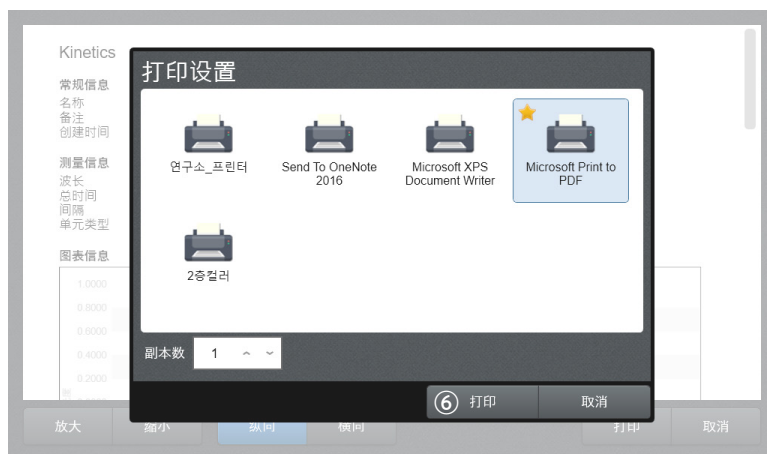 Kinetics
常规信息
名称
备注
创建时间
测量信息
波长
总时间
间隔
单元类型
图表信息
1.0000
0.8000
0.6000
0.4000
0.2000
打印设置
연구소_프린터
Send To OneNote
2016
Microsoft XPS
Document Writer
Microsoft Print to
PDF
2층컬러
副本数 1
⑥ 打印 取消
放大 缩小 纵向 横向 打印 取消